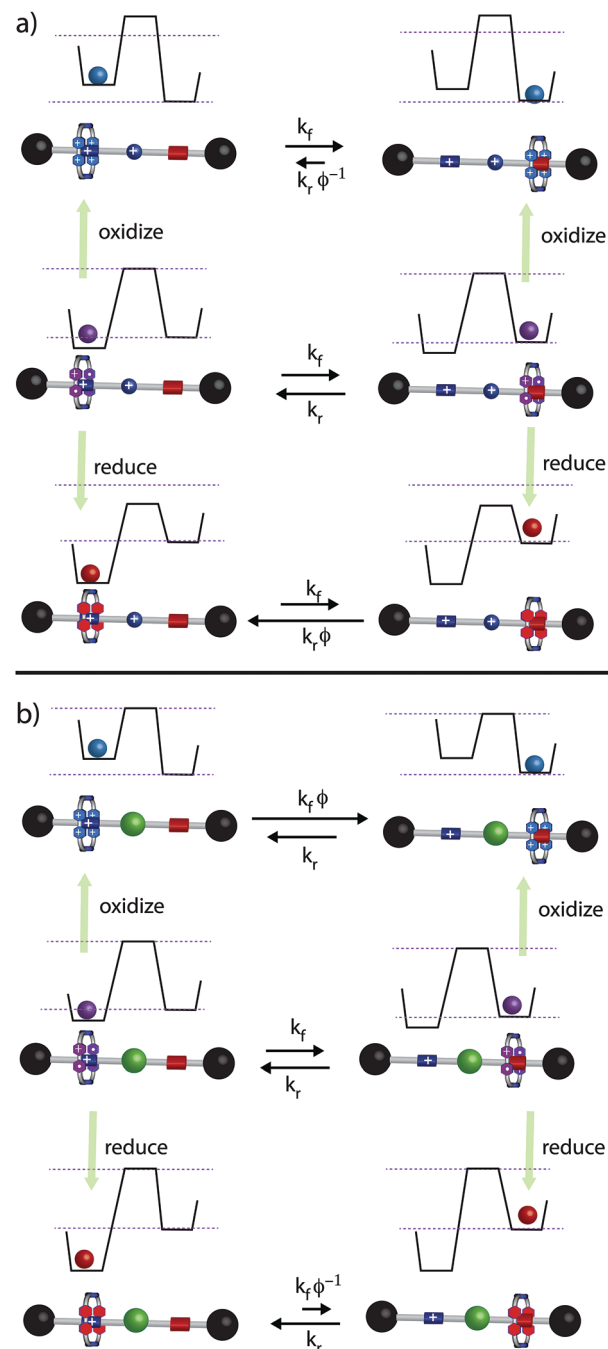 a)
k_f
k_r ϕ⁻¹
oxidize
oxidize
k_f
k_r
reduce
reduce
k_f
k_r ϕ
b)
k_f ϕ
k_r
oxidize
oxidize
k_f
k_r
reduce
reduce
k_f ϕ⁻¹
k_r